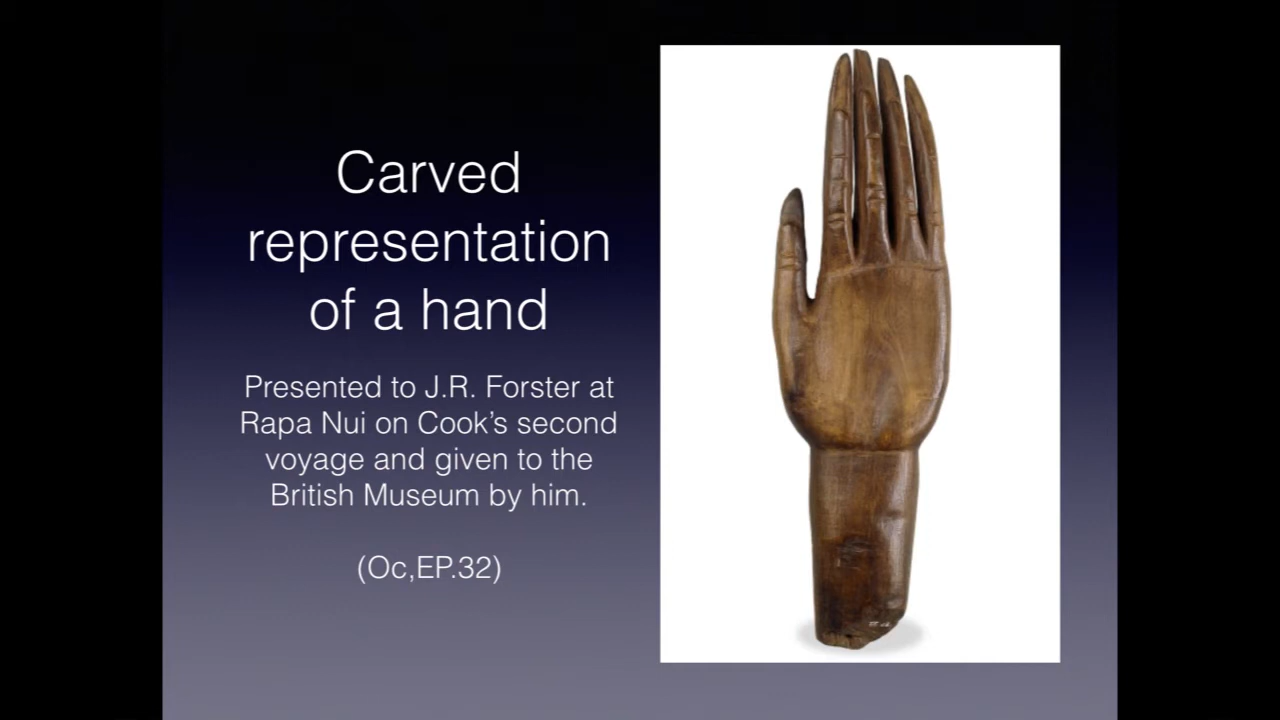 Carved
representation
of a hand
Presented to J.R. Forster at
Rapa Nui on Cook’s second
voyage and given to the
British Museum by him.
(Oc,EP.32)